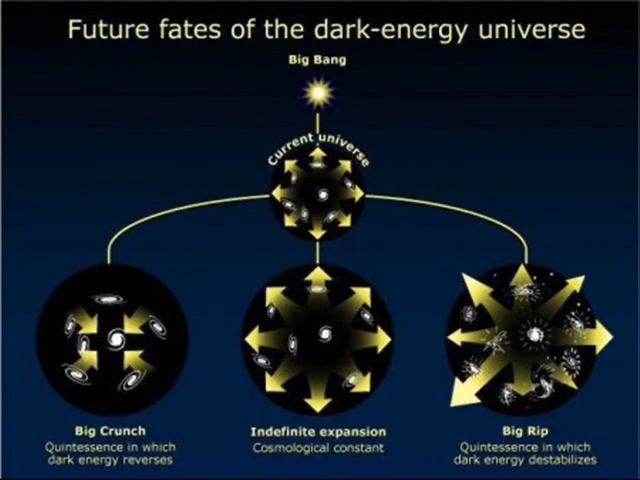 Future fates of the dark-energy universe
Big Bang
Current universe
Big Crunch
Quintessence in which
dark energy reverses
Indefinite expansion
Cosmological constant
Big Rip
Quintessence in which
dark energy destabilizes